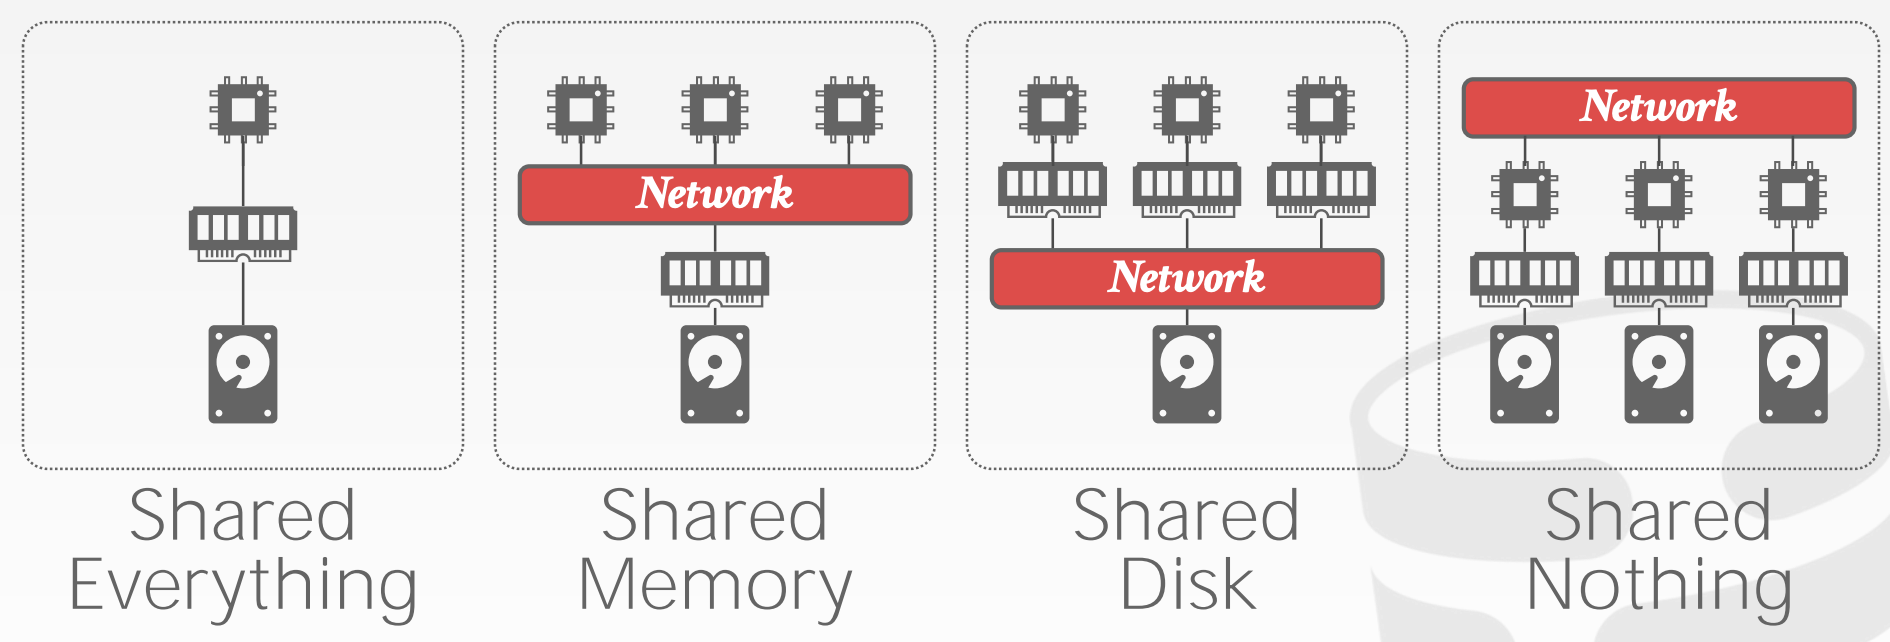 Network
Network
Network
Shared
Everything
Shared
Memory
Shared
Disk
Shared
Nothing